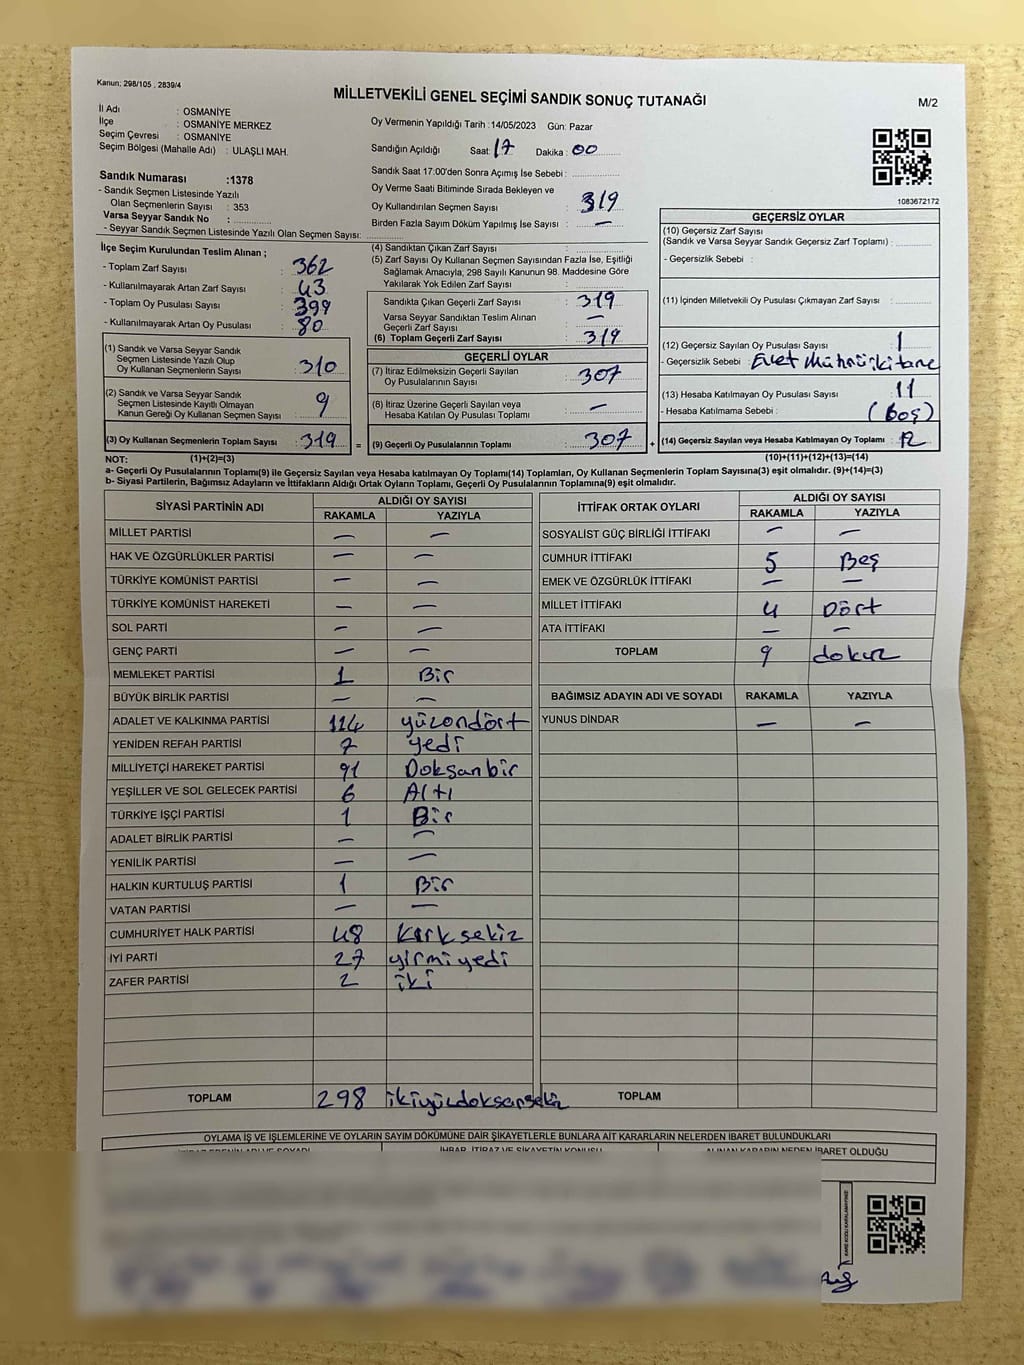 Kanun: 298/105 , 2839/4
MİLLETVEKİLİ GENEL SEÇİMİ SANDIK SONUÇ TUTANAĞI
M/2
İl Adı : OSMANİYE
İlçe : OSMANİYE MERKEZ
Seçim Çevresi : OSMANİYE
Seçim Bölgesi (Mahalle Adı) : ULAŞLI MAH.
Oy Vermenin Yapıldığı Tarih :14/05/2023 Gün: Pazar
Sandığın Açıldığı Saat: 17 Dakika : 00
Sandık Saat 17:00'den Sonra Açımış İse Sebebi :
Oy Verme Saati Bitiminde Sırada Bekleyen ve
Oy Kullandırılan Seçmen Sayısı : 319
Birden Fazla Sayım Döküm Yapılmış İse Sayısı : —
1083672172
Sandık Numarası :1378
- Sandık Seçmen Listesinde Yazılı
Olan Seçmenlerin Sayısı : 353
Varsa Seyyar Sandık No :
- Seyyar Sandık Seçmen Listesinde Yazılı Olan Seçmen Sayısı:
İlçe Seçim Kurulundan Teslim Alınan ;
- Toplam Zarf Sayısı : 362
- Kullanılmayarak Artan Zarf Sayısı : 43
- Toplam Oy Pusulası Sayısı : 399
- Kullanılmayarak Artan Oy Pusulası : 80
(4) Sandıktan Çıkan Zarf Sayısı :
(5) Zarf Sayısı Oy Kullanan Seçmen Sayısından Fazla İse, Eşitliği
Sağlamak Amacıyla, 298 Sayılı Kanunun 98. Maddesine Göre
Yakılarak Yok Edilen Zarf Sayısı :
Sandıkta Çıkan Geçerli Zarf Sayısı : 319
Varsa Seyyar Sandıktan Teslim Alınan
Geçerli Zarf Sayısı : —
(6) Toplam Geçerli Zarf Sayısı : 319
GEÇERSİZ OYLAR
(10) Geçersiz Zarf Sayısı
(Sandık ve Varsa Seyyar Sandık Geçersiz Zarf Toplamı) :
- Geçersizlik Sebebi :
(11) İçinden Milletvekili Oy Pusulası Çıkmayan Zarf Sayısı :
(12) Geçersiz Sayılan Oy Pusulası Sayısı : 1
- Geçersizlik Sebebi : Evet Mührü iki tane
(13) Hesaba Katılmayan Oy Pusulası Sayısı : 11
- Hesaba Katılmama Sebebi : (Boş)
(14) Geçersiz Sayılan veya Hesaba Katılmayan Oy Toplamı : 12
(1) Sandık ve Varsa Seyyar Sandık
Seçmen Listesinde Yazılı Olup
Oy Kullanan Seçmenlerin Sayısı : 310
(2) Sandık ve Varsa Seyyar Sandık
Seçmen Listesinde Kayıtlı Olmayan
Kanun Gereği Oy Kullanan Seçmen Sayısı : 9
(3) Oy Kullanan Seçmenlerin Toplam Sayısı : 319 =
GEÇERLİ OYLAR
(7) İtiraz Edilmeksizin Geçerli Sayılan
Oy Pusulalarının Sayısı : 307
(8) İtiraz Üzerine Geçerli Sayılan veya
Hesaba Katılan Oy Pusulası Toplamı : —
(9) Geçerli Oy Pusulalarının Toplamı : 307 +
NOT: (1)+(2)=(3) (10)+(11)+(12)+(13)=(14)
a- Geçerli Oy Pusulalarının Toplamı(9) ile Geçersiz Sayılan veya Hesaba katılmayan Oy Toplamı(14) Toplamları, Oy Kullanan Seçmenlerin Toplam Sayısına(3) eşit olmalıdır. (9)+(14)=(3)
b- Siyasi Partilerin, Bağımsız Adayların ve İttifakların Aldığı Ortak Oyların Toplamı, Geçerli Oy Pusulalarının Toplamına(9) eşit olmalıdır.
SİYASİ PARTİNİN ADI ALDIĞI OY SAYISI
RAKAMLA YAZIYLA
MİLLET PARTİSİ — —
HAK VE ÖZGÜRLÜKLER PARTİSİ — —
TÜRKİYE KOMÜNİST PARTİSİ — —
TÜRKİYE KOMÜNİST HAREKETİ — —
SOL PARTİ — —
GENÇ PARTİ — —
MEMLEKET PARTİSİ 1 Bir
BÜYÜK BİRLİK PARTİSİ — —
ADALET VE KALKINMA PARTİSİ 114 yüzondört
YENİDEN REFAH PARTİSİ 7 yedi
MİLLİYETÇİ HAREKET PARTİSİ 91 Doksan bir
YEŞİLLER VE SOL GELECEK PARTİSİ 6 Altı
TÜRKİYE İŞÇİ PARTİSİ 1 Bir
ADALET BİRLİK PARTİSİ — —
YENİLİK PARTİSİ — —
HALKIN KURTULUŞ PARTİSİ 1 Bir
VATAN PARTİSİ — —
CUMHURİYET HALK PARTİSİ 48 kırk sekiz
İYİ PARTİ 27 yirmi yedi
ZAFER PARTİSİ 2 iki
TOPLAM 298 ikiyüzdoksansekiz
İTTİFAK ORTAK OYLARI ALDIĞI OY SAYISI
RAKAMLA YAZIYLA
SOSYALİST GÜÇ BİRLİĞİ İTTİFAKI — —
CUMHUR İTTİFAKI 5 Beş
EMEK VE ÖZGÜRLÜK İTTİFAKI — —
MİLLET İTTİFAKI 4 Dört
ATA İTTİFAKI — —
TOPLAM 9 dokuz
BAĞIMSIZ ADAYIN ADI VE SOYADI RAKAMLA YAZIYLA
YUNUS DİNDAR — —
TOPLAM
OYLAMA İŞ VE İŞLEMLERİNE VE OYLARIN SAYIM DÖKÜMÜNE DAİR ŞİKAYETLERLE BUNLARA AİT KARARLARIN NELERDEN İBARET BULUNDUKLARI
İTİRAZ EDENİN ADI VE SOYADI İHBAR, İTİRAZ VE ŞİKAYETİN KONUSU ALINAN KARARIN NEDEN İBARET OLDUĞU
KARE KODU KARALAMAYINIZ!